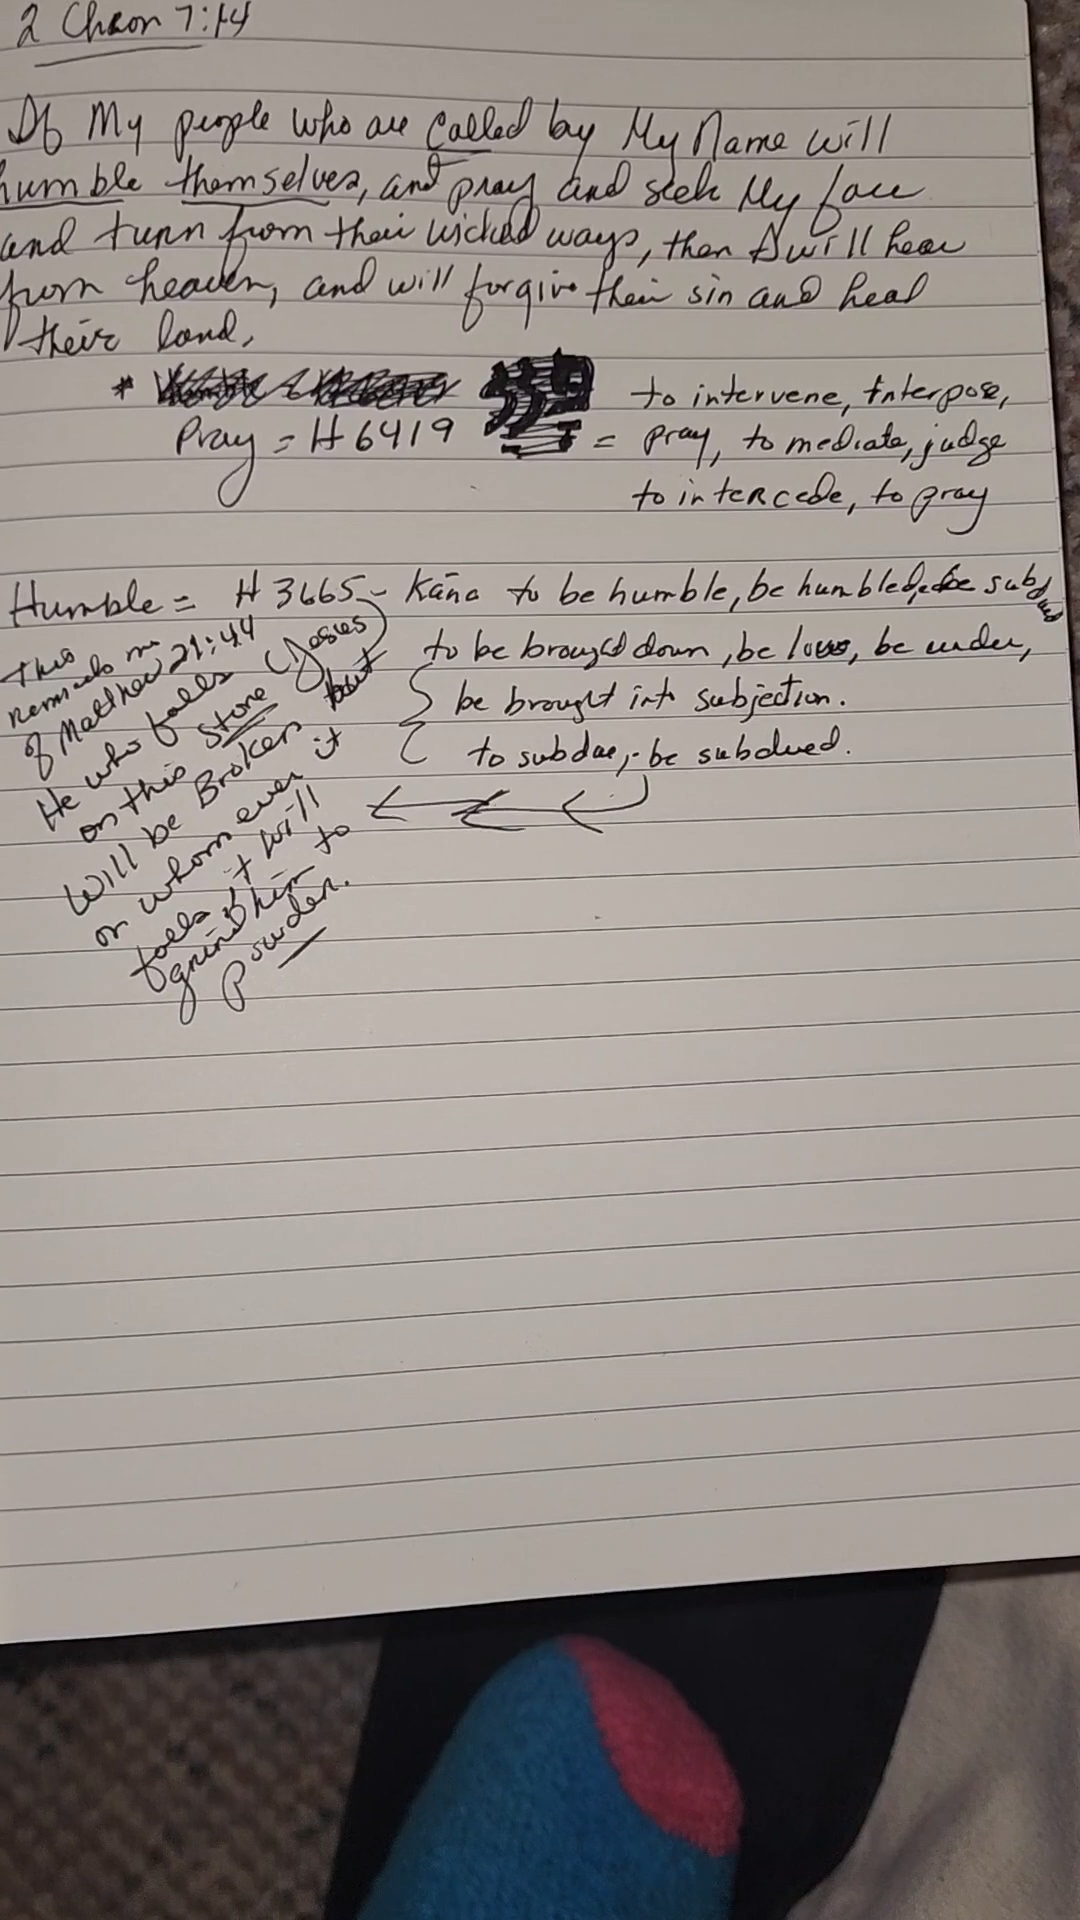 2 Chron 7:14
If My people who are called by My Name will
humble themselves, and pray and seek My face
and turn from their wicked ways, then I will hear
from heaven, and will forgive their sin and heal
their land,
*
to intervene, Interpose,
Pray = H 6419 = pray, to mediate, judge
to intercede, to pray
Humble = H 3665 - Kāna to be humble, be humbled, be subdued
to be brought down, be low, be under,
be brought into subjection.
to subdue, - be subdued.
This
reminds me
of Matthew 21:44
He who falls
on this Stone (Jesus)
will be Broken but
on whom ever it
falls it will
grind him to
powder.